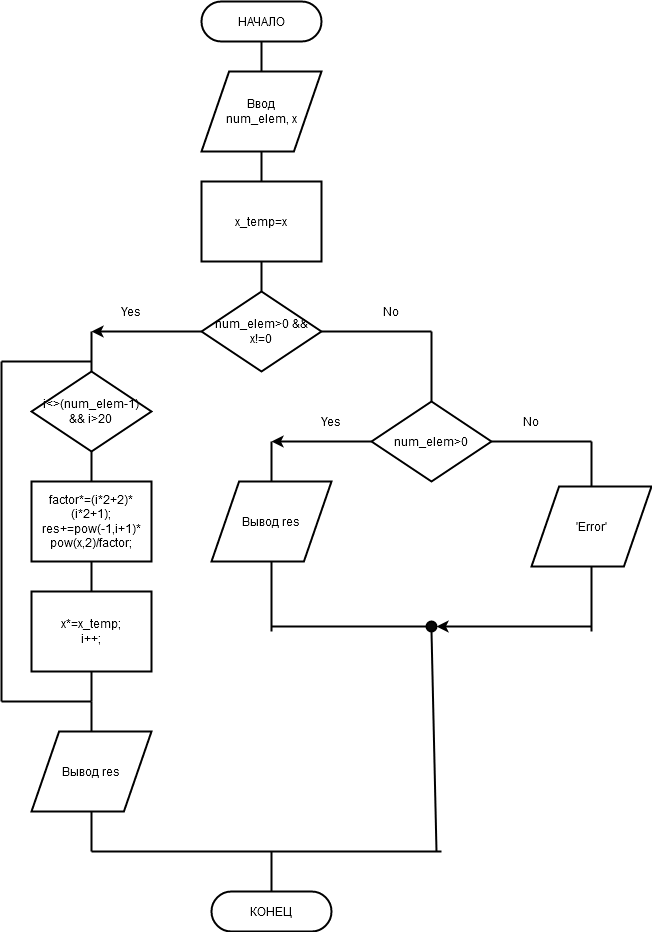 НАЧАЛО
Ввод
num_elem, x
x_temp=x
Yes
num_elem>0 &&
x!=0
No
i<>(num_elem-1)
&& i>20
Yes
num_elem>0
No
factor*=(i*2+2)*
(i*2+1);
res+=pow(-1,i+1)*
pow(x,2)/factor;
Вывод res
'Error'
x*=x_temp;
i++;
Вывод res
КОНЕЦ